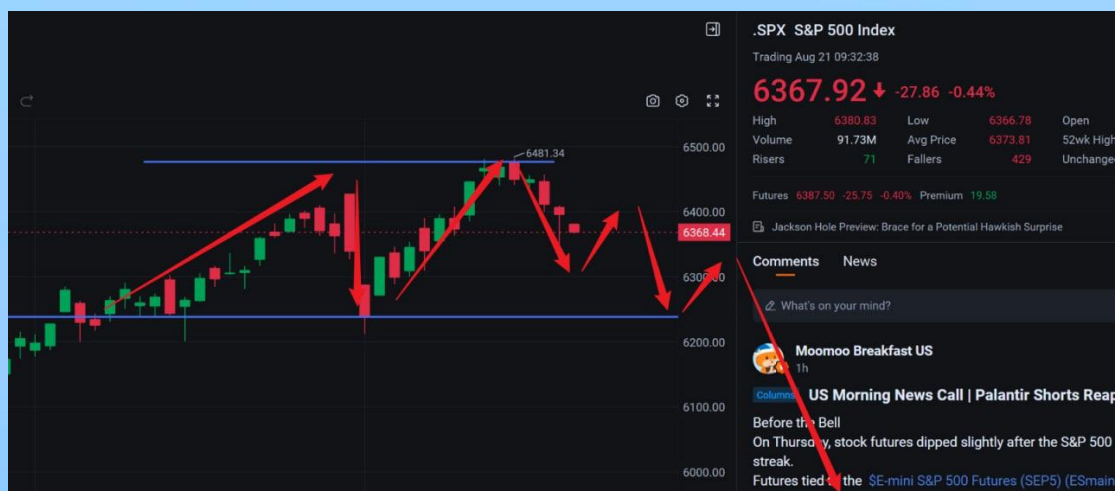 .SPX S&P 500 Index
Trading Aug 21 09:32:38
6367.92 -27.86 -0.44%
High 6380.83 Low 6366.78 Open
Volume 91.73M Avg Price 6373.81 52wk High
Risers 71 Fallers 429 Unchanged
Futures 6387.50 -25.75 -0.40% Premium 19.58
Jackson Hole Preview: Brace for a Potential Hawkish Surprise
Comments News
What's on your mind?
Moomoo Breakfast US
1h
Columns US Morning News Call | Palantir Shorts Reap
Before the Bell
On Thursday, stock futures dipped slightly after the S&P 500
streak.
Futures tied to the $E-mini S&P 500 Futures (SEP5) (ESmain
6481.34
6500.00
6400.00
6368.44
6300.00
6200.00
6100.00
6000.00